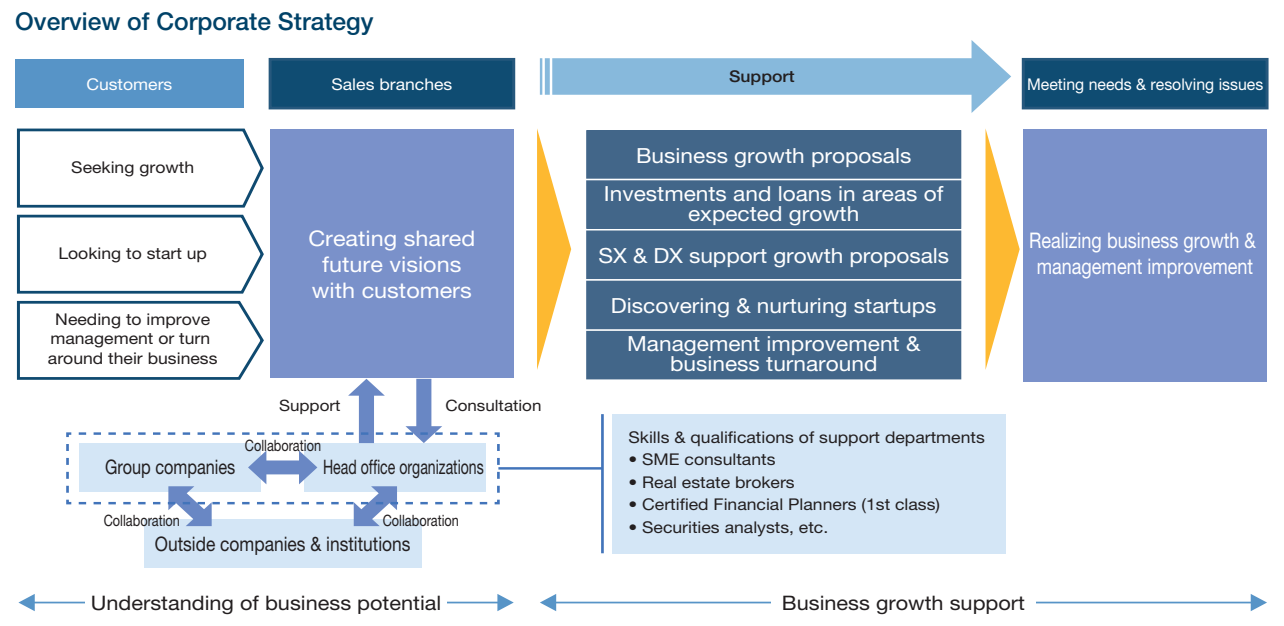 Overview of Corporate Strategy
Customers
Sales branches
Support
Meeting needs & resolving issues
Seeking growth
Looking to start up
Needing to improve
management or turn
around their business
Creating shared
future visions
with customers
Business growth proposals
Investments and loans in areas of
expected growth
SX & DX support growth proposals
Discovering & nurturing startups
Management improvement &
business turnaround
Realizing business growth &
management improvement
Support
Consultation
Collaboration
Group companies
Head office organizations
Collaboration
Collaboration
Outside companies & institutions
Skills & qualifications of support departments
• SME consultants
• Real estate brokers
• Certified Financial Planners (1st class)
• Securities analysts, etc.
Understanding of business potential
Business growth support